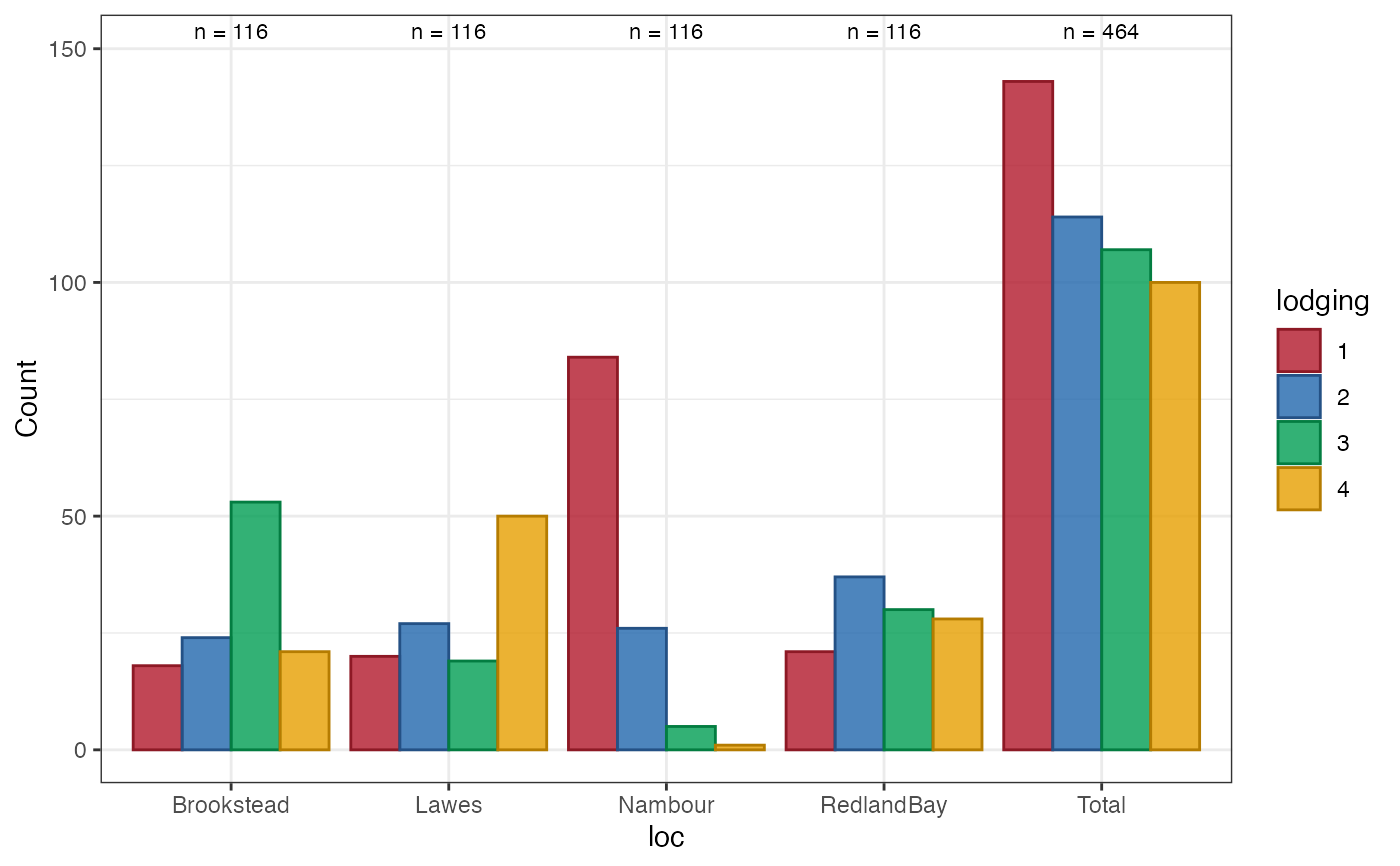 n = 116
n = 116
n = 116
n = 116
n = 464
150
100
50
0
Count
Brookstead
Lawes
Nambour
RedlandBay
Total
loc
lodging
1
2
3
4